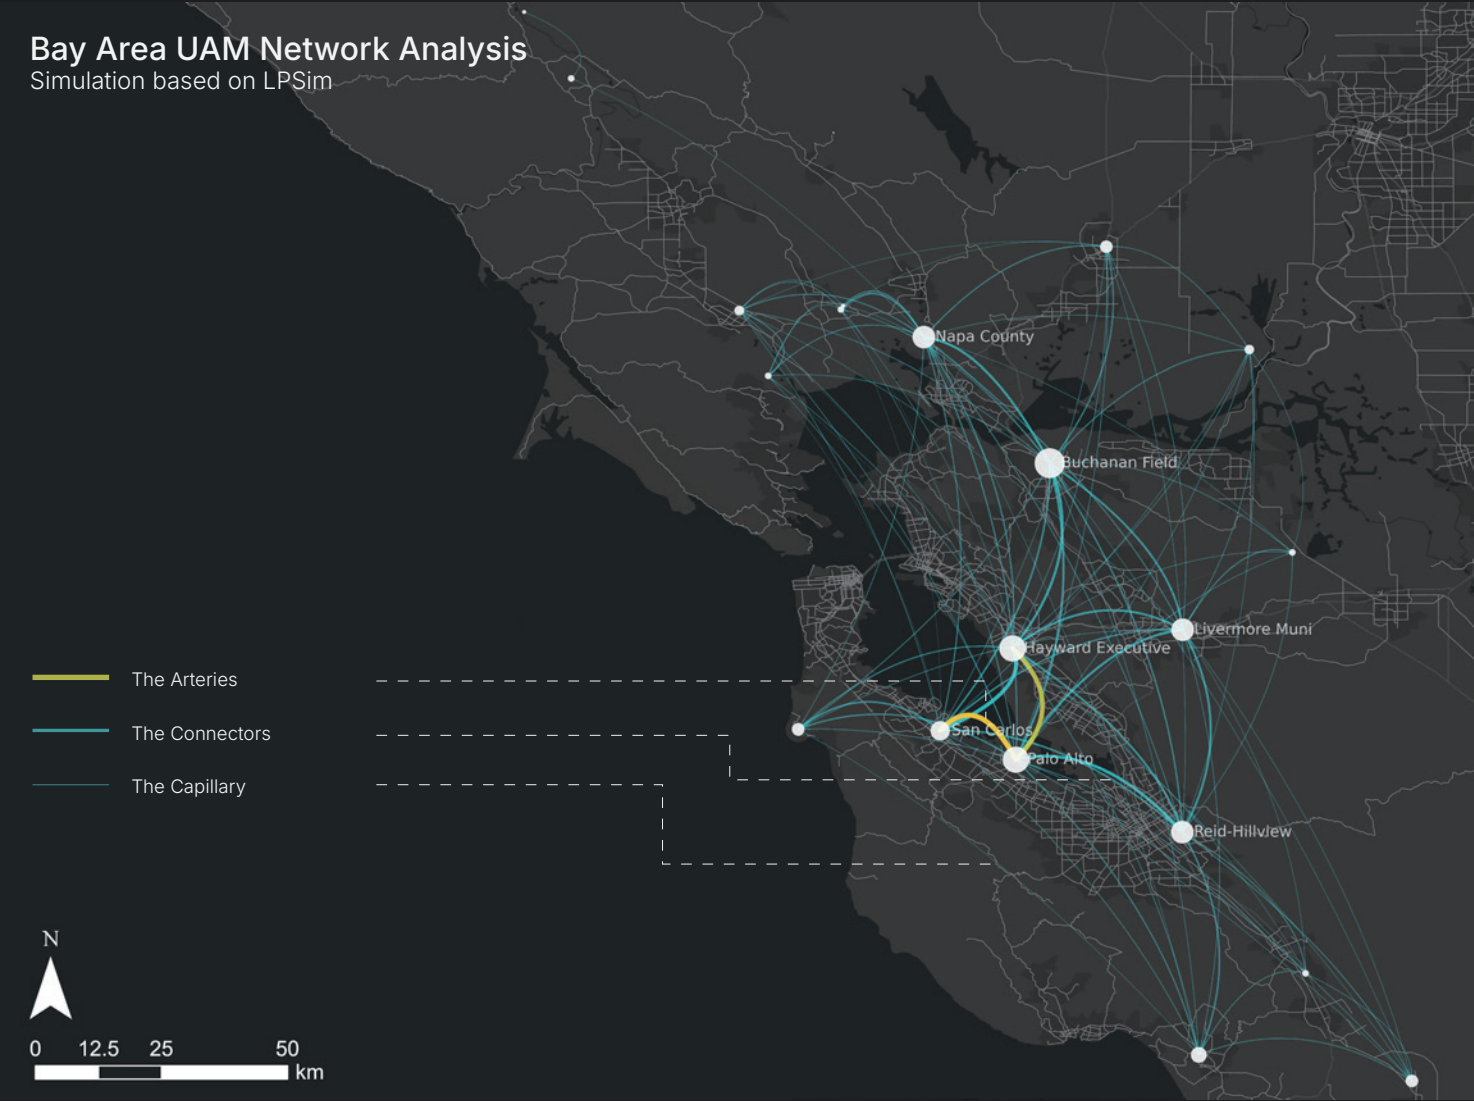 Bay Area UAM Network Analysis
Simulation based on LPSim
Napa County
Buchanan Field
Livermore Muni
Hayward Executive
The Arteries
San Carlos
The Connectors
Palo Alto
The Capillary
Reid-Hillview
N
0 12.5 25 50
km